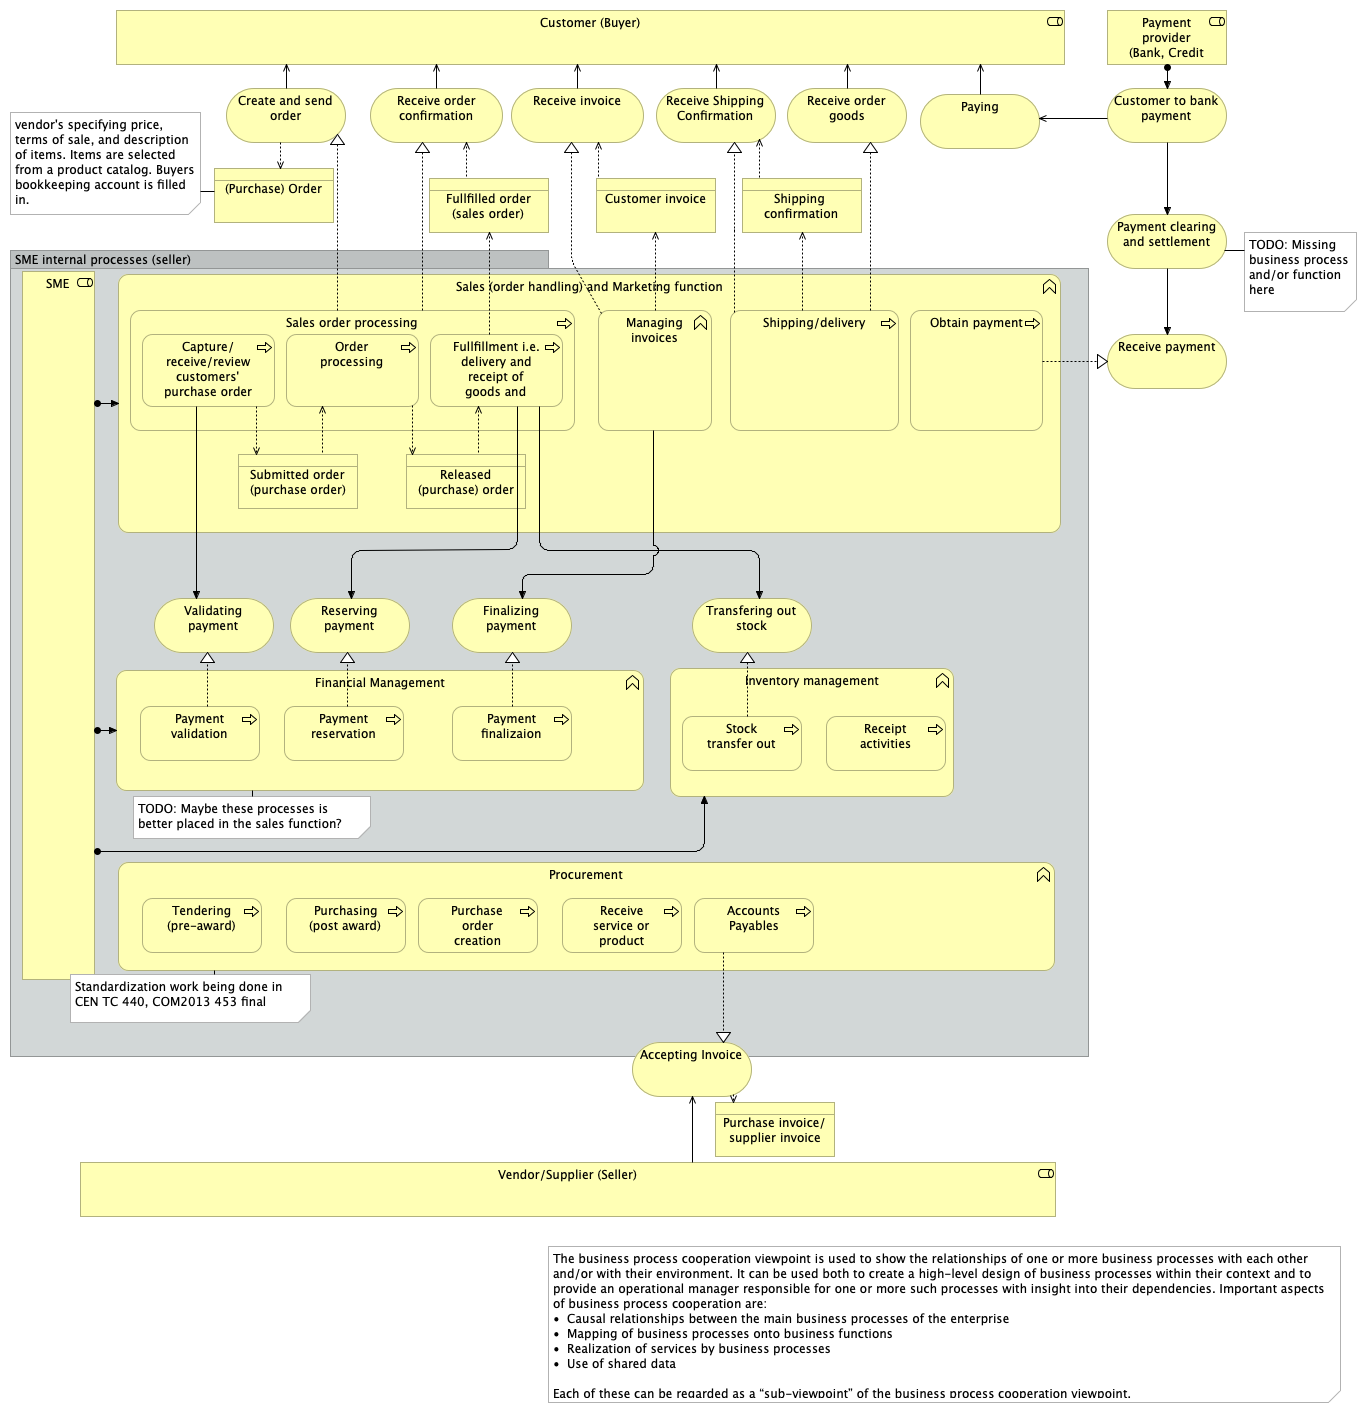 Customer (Buyer)
Payment
provider
(Bank, Credit
Create and send
order
Receive order
confirmation
Receive invoice
Receive Shipping
Confirmation
Receive order
goods
Paying
Customer to bank
payment
vendor's specifying price,
terms of sale, and description
of items. Items are selected
from a product catalog. Buyers
bookkeeping account is filled
in.
(Purchase) Order
Fullfilled order
(sales order)
Customer invoice
Shipping
confirmation
Payment clearing
and settlement
TODO: Missing
business process
and/or function
here
Receive payment
SME internal processes (seller)
SME
Sales (order handling) and Marketing function
Sales order processing
Capture/
receive/review
customers'
purchase order
Order
processing
Fullfillment i.e.
delivery and
receipt of
goods and
Managing
invoices
Shipping/delivery
Obtain payment
Submitted order
(purchase order)
Released
(purchase) order
Validating
payment
Reserving
payment
Finalizing
payment
Transfering out
stock
Financial Management
Payment
validation
Payment
reservation
Payment
finalizaion
Inventory management
Stock
transfer out
Receipt
activities
TODO: Maybe these processes is
better placed in the sales function?
Procurement
Tendering
(pre-award)
Purchasing
(post award)
Purchase
order
creation
Receive
service or
product
Accounts
Payables
Standardization work being done in
CEN TC 440, COM2013 453 final
Accepting Invoice
Purchase invoice/
supplier invoice
Vendor/Supplier (Seller)
The business process cooperation viewpoint is used to show the relationships of one or more business processes with each other
and/or with their environment. It can be used both to create a high-level design of business processes within their context and to
provide an operational manager responsible for one or more such processes with insight into their dependencies. Important aspects
of business process cooperation are:
• Causal relationships between the main business processes of the enterprise
• Mapping of business processes onto business functions
• Realization of services by business processes
• Use of shared data
Each of these can be regarded as a “sub-viewpoint” of the business process cooperation viewpoint.